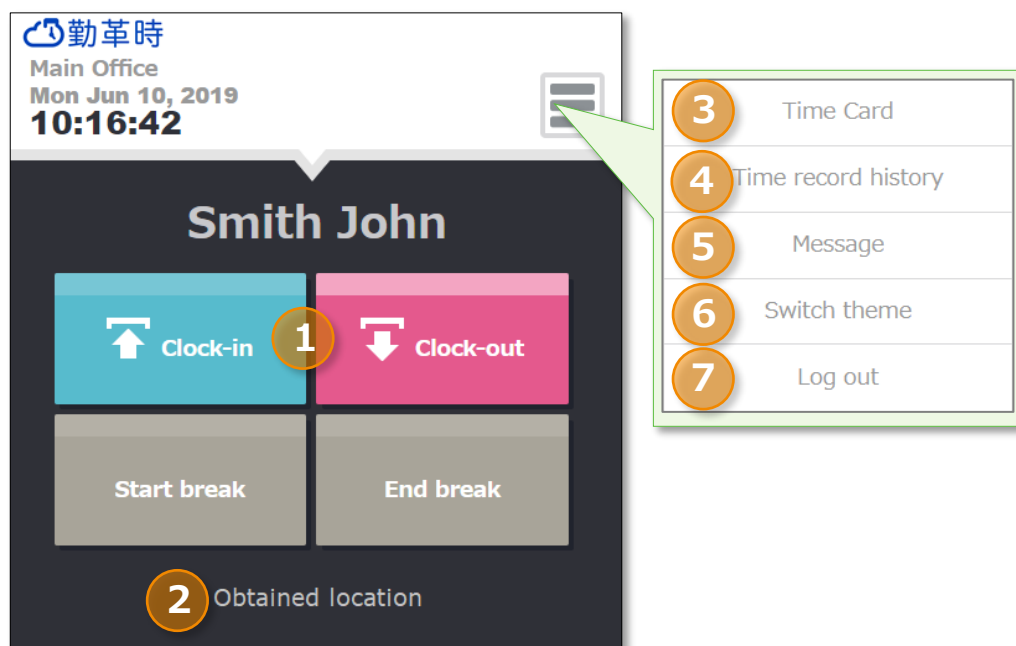 勤革時
Main Office
Mon Jun 10, 2019
10:16:42
Smith John
Clock-in
1
Clock-out
Start break
End break
2 Obtained location
3 Time Card
4 Time record history
5 Message
6 Switch theme
7 Log out